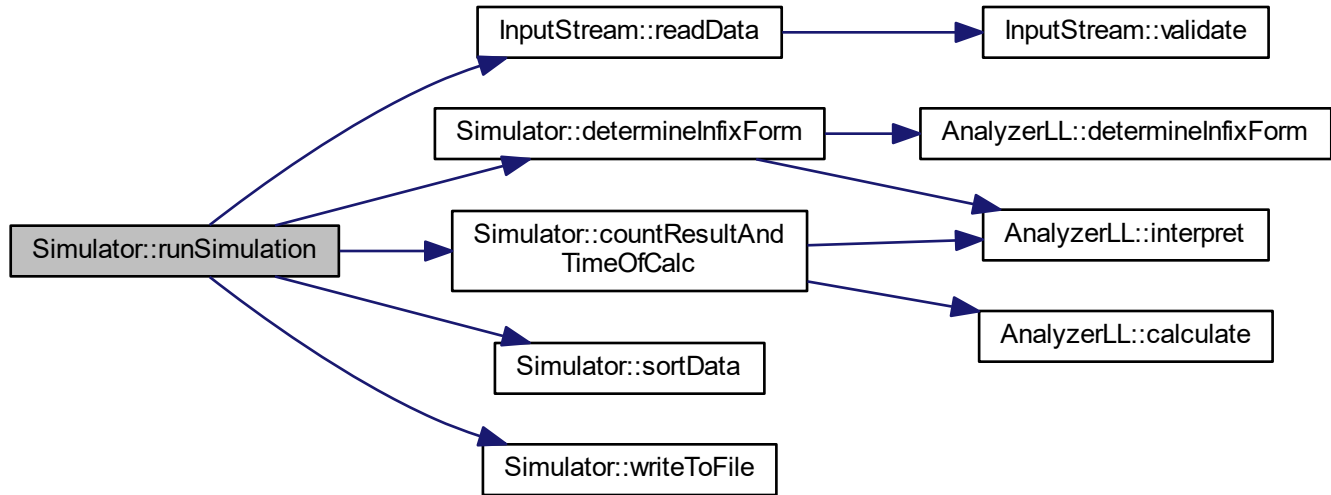 InputStream::readData
InputStream::validate
Simulator::determineInfixForm
AnalyzerLL::determineInfixForm
Simulator::runSimulation
Simulator::countResultAnd
TimeOfCalc
AnalyzerLL::interpret
AnalyzerLL::calculate
Simulator::sortData
Simulator::writeToFile